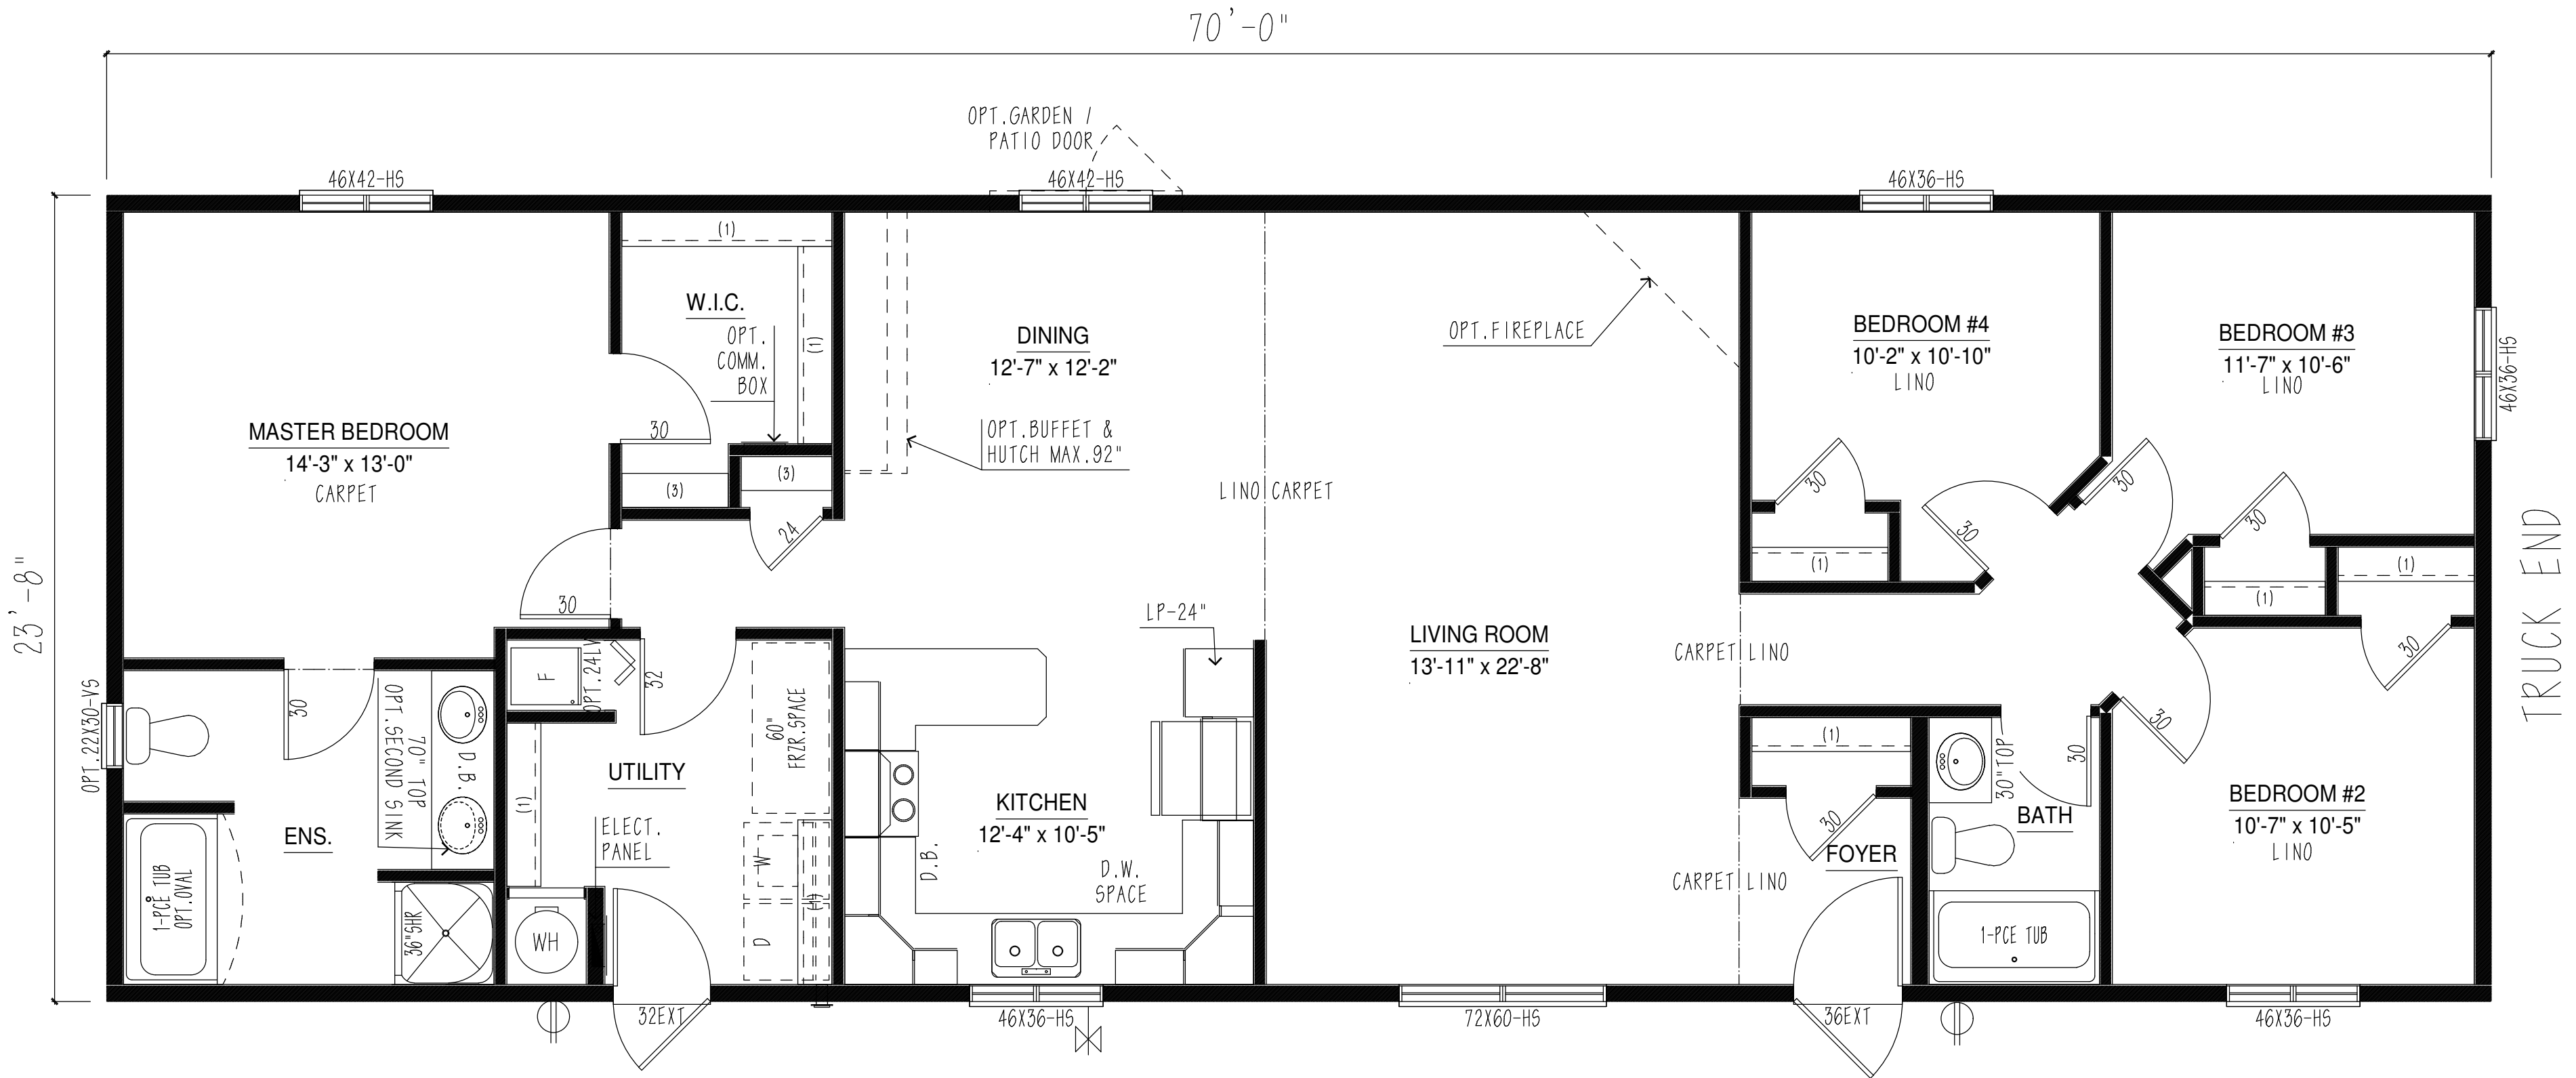 70'-0"
OPT.GARDEN /
PATIO DOOR
46X42-HS
46X42-HS
46X36-HS
23'-8"
MASTER BEDROOM
14'-3" x 13'-0"
CARPET
30
30
W.I.C.
(1)
(1)
OPT.
COMM.
BOX
(3)
(3)
24
DINING
12'-7" x 12'-2"
OPT.BUFFET &
HUTCH MAX.92"
LINO CARPET
OPT.FIREPLACE
LIVING ROOM
13'-11" x 22'-8"
CARPET LINO
CARPET LINO
BEDROOM #4
10'-2" x 10'-10"
LINO
30
30
(1)
BEDROOM #3
11'-7" x 10'-6"
LINO
30
30
(1)
(1)
30
46X36-HS
TRUCK END
BEDROOM #2
10'-7" x 10'-5"
LINO
30
OPT.22X30-VS
30
ENS.
OPT.SECOND SINK
70" TOP
D.B.
1-PCE TUB
OPT.OVAL
36"SHR
F
OPT.24LV
32
UTILITY
(1)
60"
FRZR.SPACE
ELECT.
PANEL
W
D
(1)
WH
32EXT
LP-24"
KITCHEN
12'-4" x 10'-5"
D.B.
D.W.
SPACE
46X36-HS
72X60-HS
(1)
30
FOYER
36EXT
30"TOP
30
BATH
1-PCE TUB
46X36-HS